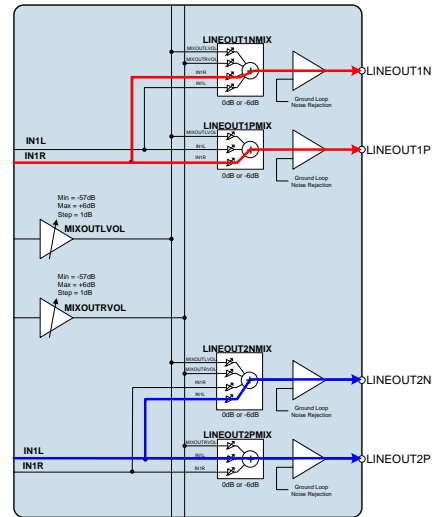 LINEOUT1NMIX
MIXOUTLVOL
MIXOUTRVOL
IN1R
IN1L
0dB or -6dB
Ground Loop
Noise Rejection
LINEOUT1N
LINEOUT1PMIX
MIXOUTLVOL
IN1L
IN1R
0dB or -6dB
Ground Loop
Noise Rejection
LINEOUT1P
IN1L
IN1R
Min = -57dB
Max = +6dB
Step = 1dB
MIXOUTLVOL
Min = -57dB
Max = +6dB
Step = 1dB
MIXOUTRVOL
LINEOUT2NMIX
MIXOUTLVOL
MIXOUTRVOL
IN1R
IN1L
0dB or -6dB
Ground Loop
Noise Rejection
LINEOUT2N
LINEOUT2PMIX
MIXOUTRVOL
IN1L
IN1R
0dB or -6dB
Ground Loop
Noise Rejection
LINEOUT2P
IN1L
IN1R